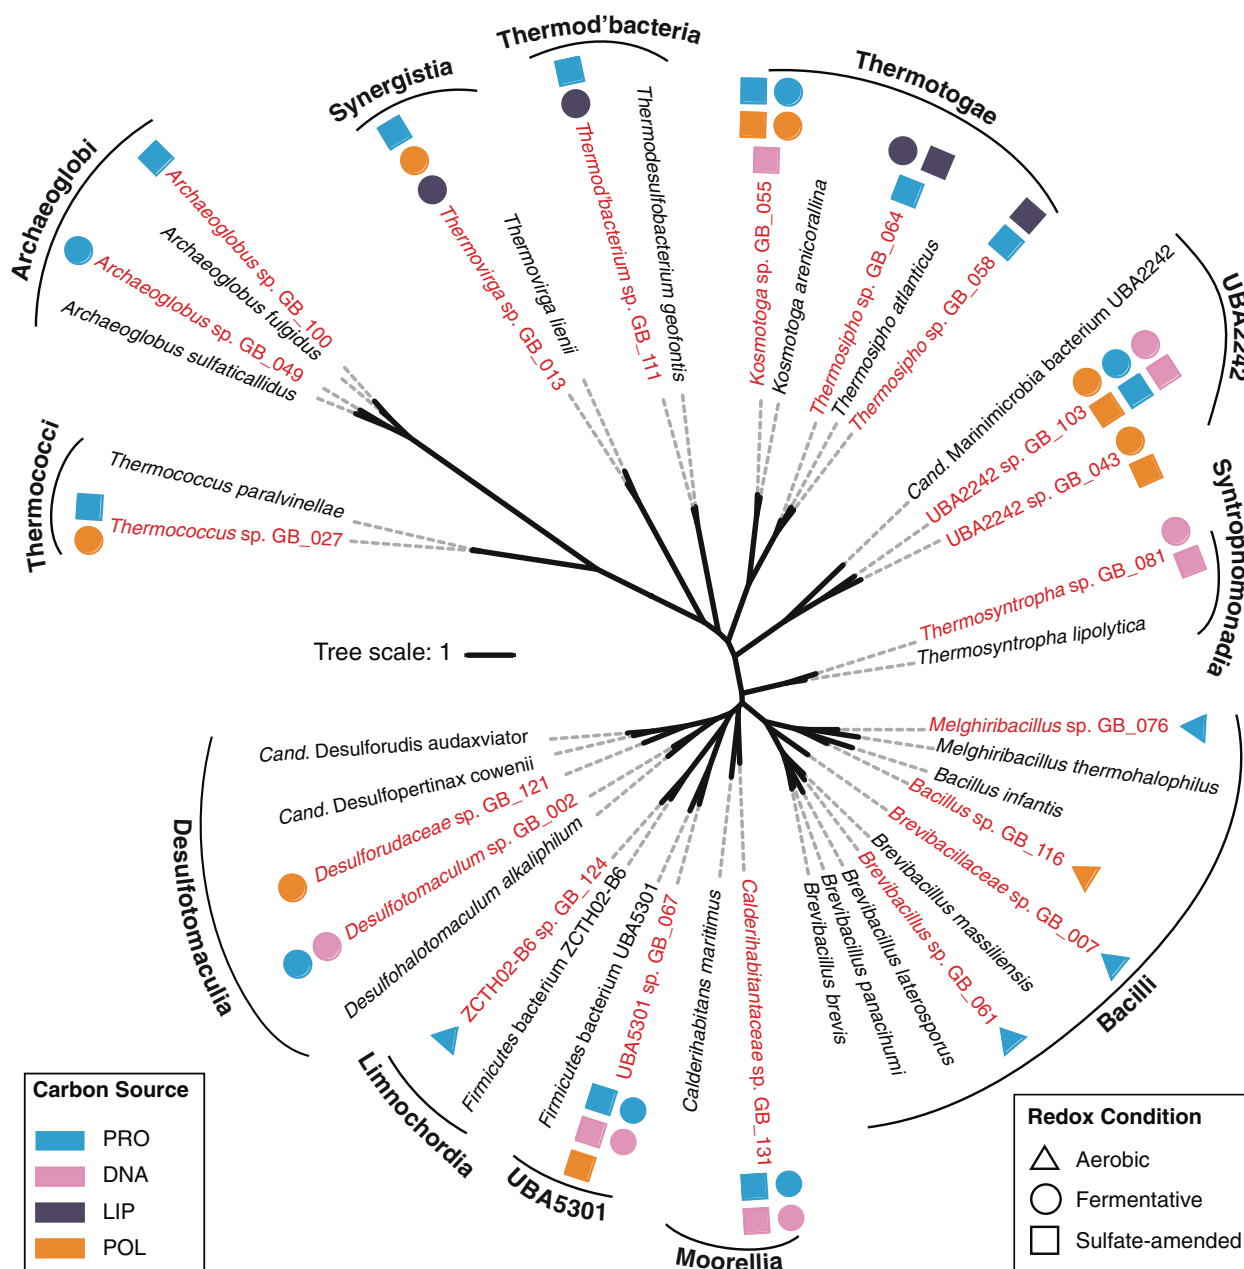 Thermod'bacteria
Synergistia
Thermotogae
Archaeoglobi
UBA2242
Thermococci
Syntrophomonadia
Archaeoglobus sp. GB_100
Archaeoglobus fulgidus
Archaeoglobus sp. GB_049
Archaeoglobus sulfaticallidus
Thermococcus paralvinellae
Thermococcus sp. GB_027
Thermovirga sp. GB_013
Thermovirga lienii
Thermod'bacterium sp. GB_111
Thermodesulfobacterium geofontis
Kosmotoga sp. GB_055
Kosmotoga arenicorallina
Thermosipho sp. GB_064
Thermosipho atlanticus
Thermosipho sp. GB_058
Cand. Marinimicrobia bacterium UBA2242
UBA2242 sp. GB_103
UBA2242 sp. GB_043
Thermosyntropha sp. GB_081
Thermosyntropha lipolytica
Tree scale: 1
Melghiribacillus sp. GB_076
Melghiribacillus thermohalophilus
Bacillus infantis
Bacillus sp. GB_116
Brevibacillaceae sp. GB_007
Brevibacillus massiliensis
Brevibacillus sp. GB_061
Brevibacillus laterosporus
Brevibacillus panacihumi
Brevibacillus brevis
Bacilli
Calderihabitantaceae sp. GB_131
Calderihabitans maritimus
Moorellia
UBA5301 sp. GB_067
Firmicutes bacterium UBA5301
UBA5301
Firmicutes bacterium ZCTH02-B6
ZCTH02-B6 sp. GB_124
Limnochordia
Desulfohalotomaculum alkaliphilum
Desulfotomaculum sp. GB_002
Desulforudaceae sp. GB_121
Cand. Desulfopertinax cowenii
Cand. Desulforudis audaxviator
Desulfotomaculia
Carbon Source
PRO
DNA
LIP
POL
Redox Condition
Aerobic
Fermentative
Sulfate-amended